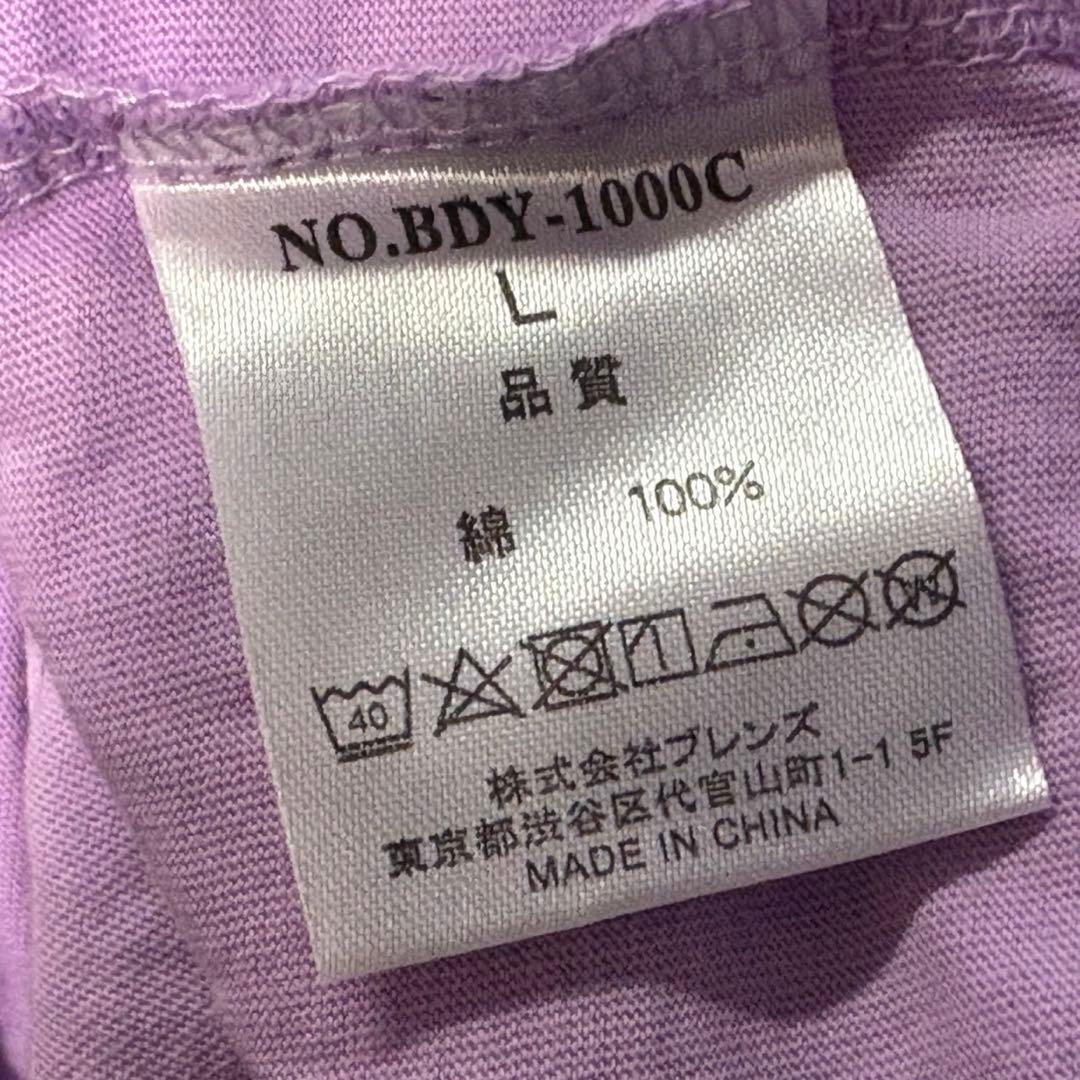 NO.BDY-1000C
L
品質
綿 100%
40
W
株式会社ブレンズ
東京都渋谷区代官山町1-1 5F
MADE IN CHINA